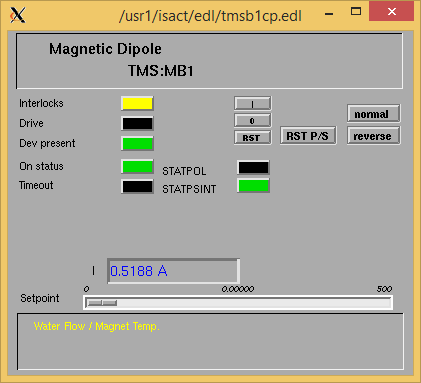 /usr1/isact/edl/tmsb1cp.edl
Magnetic Dipole
TMS:MB1
Interlocks
I
normal
Drive
0
Dev present
RST
RST P/S
reverse
On status
STATPOL
Timeout
STATPSINT
I
0.5188 A
0
0.00000
500
Setpoint
Water Flow / Magnet Temp.